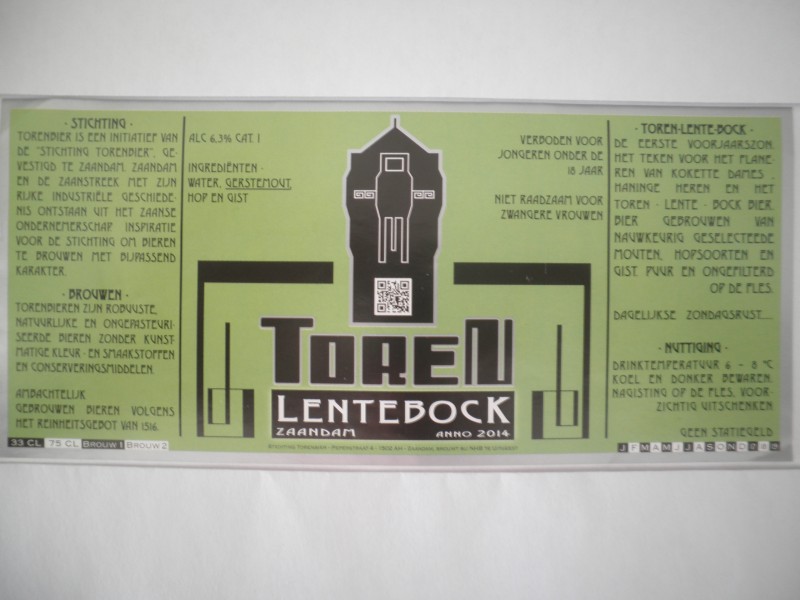 · STICHTING ·
TORENBIER IS EEN INITIATIEF VAN
DE "STICHTING TORENBIER", GE-
VESTIGD TE ZAANDAM. ZAANDAM
EN DE ZAANSTREEK MET ZIJN
RIJKE INDUSTRIËLE GESCHIEDE-
NIS ONTSTAAN UIT HET ZAANSE
ONDERNEMERSCHAP INSPIRATIE
VOOR DE STICHTING OM BIEREN
TE BROUWEN MET BIJPASSEND
KARAKTER.
· BROUWEN ·
TORENBIEREN ZIJN ROBUUSTE,
NATUURLIJKE EN ONGEPASTEURI-
SEERDE BIEREN ZONDER KUNST-
MATIGE KLEUR - EN SMAAKSTOFFEN
EN CONSERVERINGSMIDDELEN.
AMBACHTELIJK
GEBROUWEN BIEREN VOLGENS
HET REINHEITSGEBOT VAN 1516.
33 CL 75 CL BROUW 1 BROUW 2
ALC 6,3% CAT. I
INGREDIËNTEN -
WATER, GERSTEMOUT,
HOP EN GIST
VERBODEN VOOR
JONGEREN ONDER DE
18 JAAR
NIET RAADZAAM VOOR
ZWANGERE VROUWEN
TOREN
LENTEBOCK
ZAANDAM ANNO 2014
STICHTING TORENBIER
· TOREN-LENTE-BOCK ·
DE EERSTE VOORJAARSZON.
HET TEKEN VOOR HET FLANE-
REN VAN KOKETTE DAMES,
HANINGE HEREN EN HET
TOREN - LENTE - BOCK BIER.
BIER GEBROUWEN VAN
NAUWKEURIG GESELECTEEDE
MOUTEN, HOPSOORTEN EN
GIST. PUUR EN ONGEFILTERD
OP DE FLES.
DAGELIJKSE ZONDAGSRUST.....
· NUTTIGING ·
DRINKTEMPERATUUR 6 - 8 °C
KOEL EN DONKER BEWAREN.
NAGISTING OP DE FLES. VOOR-
ZICHTIG UITSCHENKEN.
GEEN STATIEGELD.
J F M A M J J A S O N D